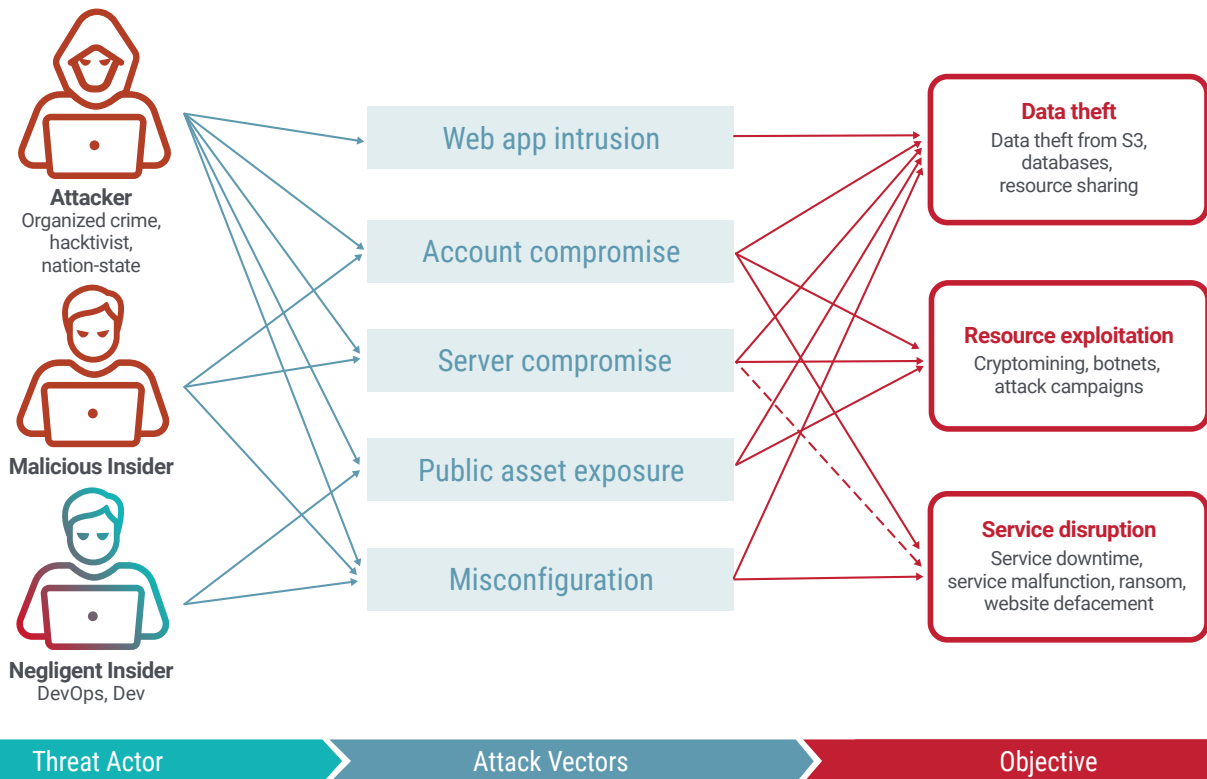 Attacker
Organized crime,
hacktivist,
nation-state
Malicious Insider
Negligent Insider
DevOps, Dev
Web app intrusion
Account compromise
Server compromise
Public asset exposure
Misconfiguration
Data theft
Data theft from S3,
databases,
resource sharing
Resource exploitation
Cryptomining, botnets,
attack campaigns
Service disruption
Service downtime,
service malfunction, ransom,
website defacement
Threat Actor
Attack Vectors
Objective